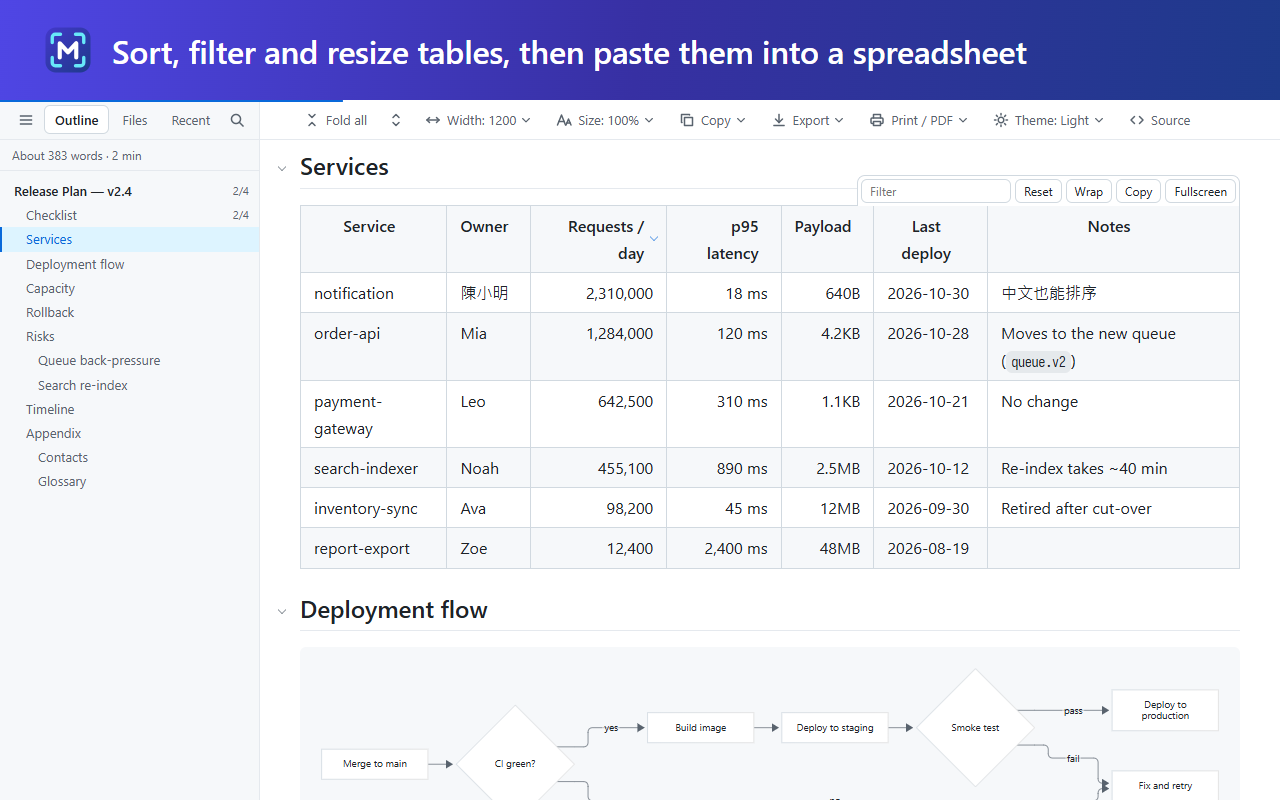 M
Sort, filter and resize tables, then paste them into a spreadsheet
Outline
Files
Recent
Fold all
Width: 1200
Size: 100%
Copy
Export
Print / PDF
Theme: Light
Source
About 383 words · 2 min
Release Plan — v2.4 2/4
Checklist 2/4
Services
Deployment flow
Capacity
Rollback
Risks
Queue back-pressure
Search re-index
Timeline
Appendix
Contacts
Glossary
Services
Filter Reset Wrap Copy Fullscreen
Service Owner Requests / day p95 latency Payload Last deploy Notes
notification 陳小明 2,310,000 18 ms 640B 2026-10-30 中文也能排序
order-api Mia 1,284,000 120 ms 4.2KB 2026-10-28 Moves to the new queue
(queue.v2)
payment-gateway Leo 642,500 310 ms 1.1KB 2026-10-21 No change
search-indexer Noah 455,100 890 ms 2.5MB 2026-10-12 Re-index takes ~40 min
inventory-sync Ava 98,200 45 ms 12MB 2026-09-30 Retired after cut-over
report-export Zoe 12,400 2,400 ms 48MB 2026-08-19
Deployment flow
Merge to main
CI green?
yes
Build image
Deploy to staging
Smoke test
pass
Deploy to
production
fail
Fix and retry